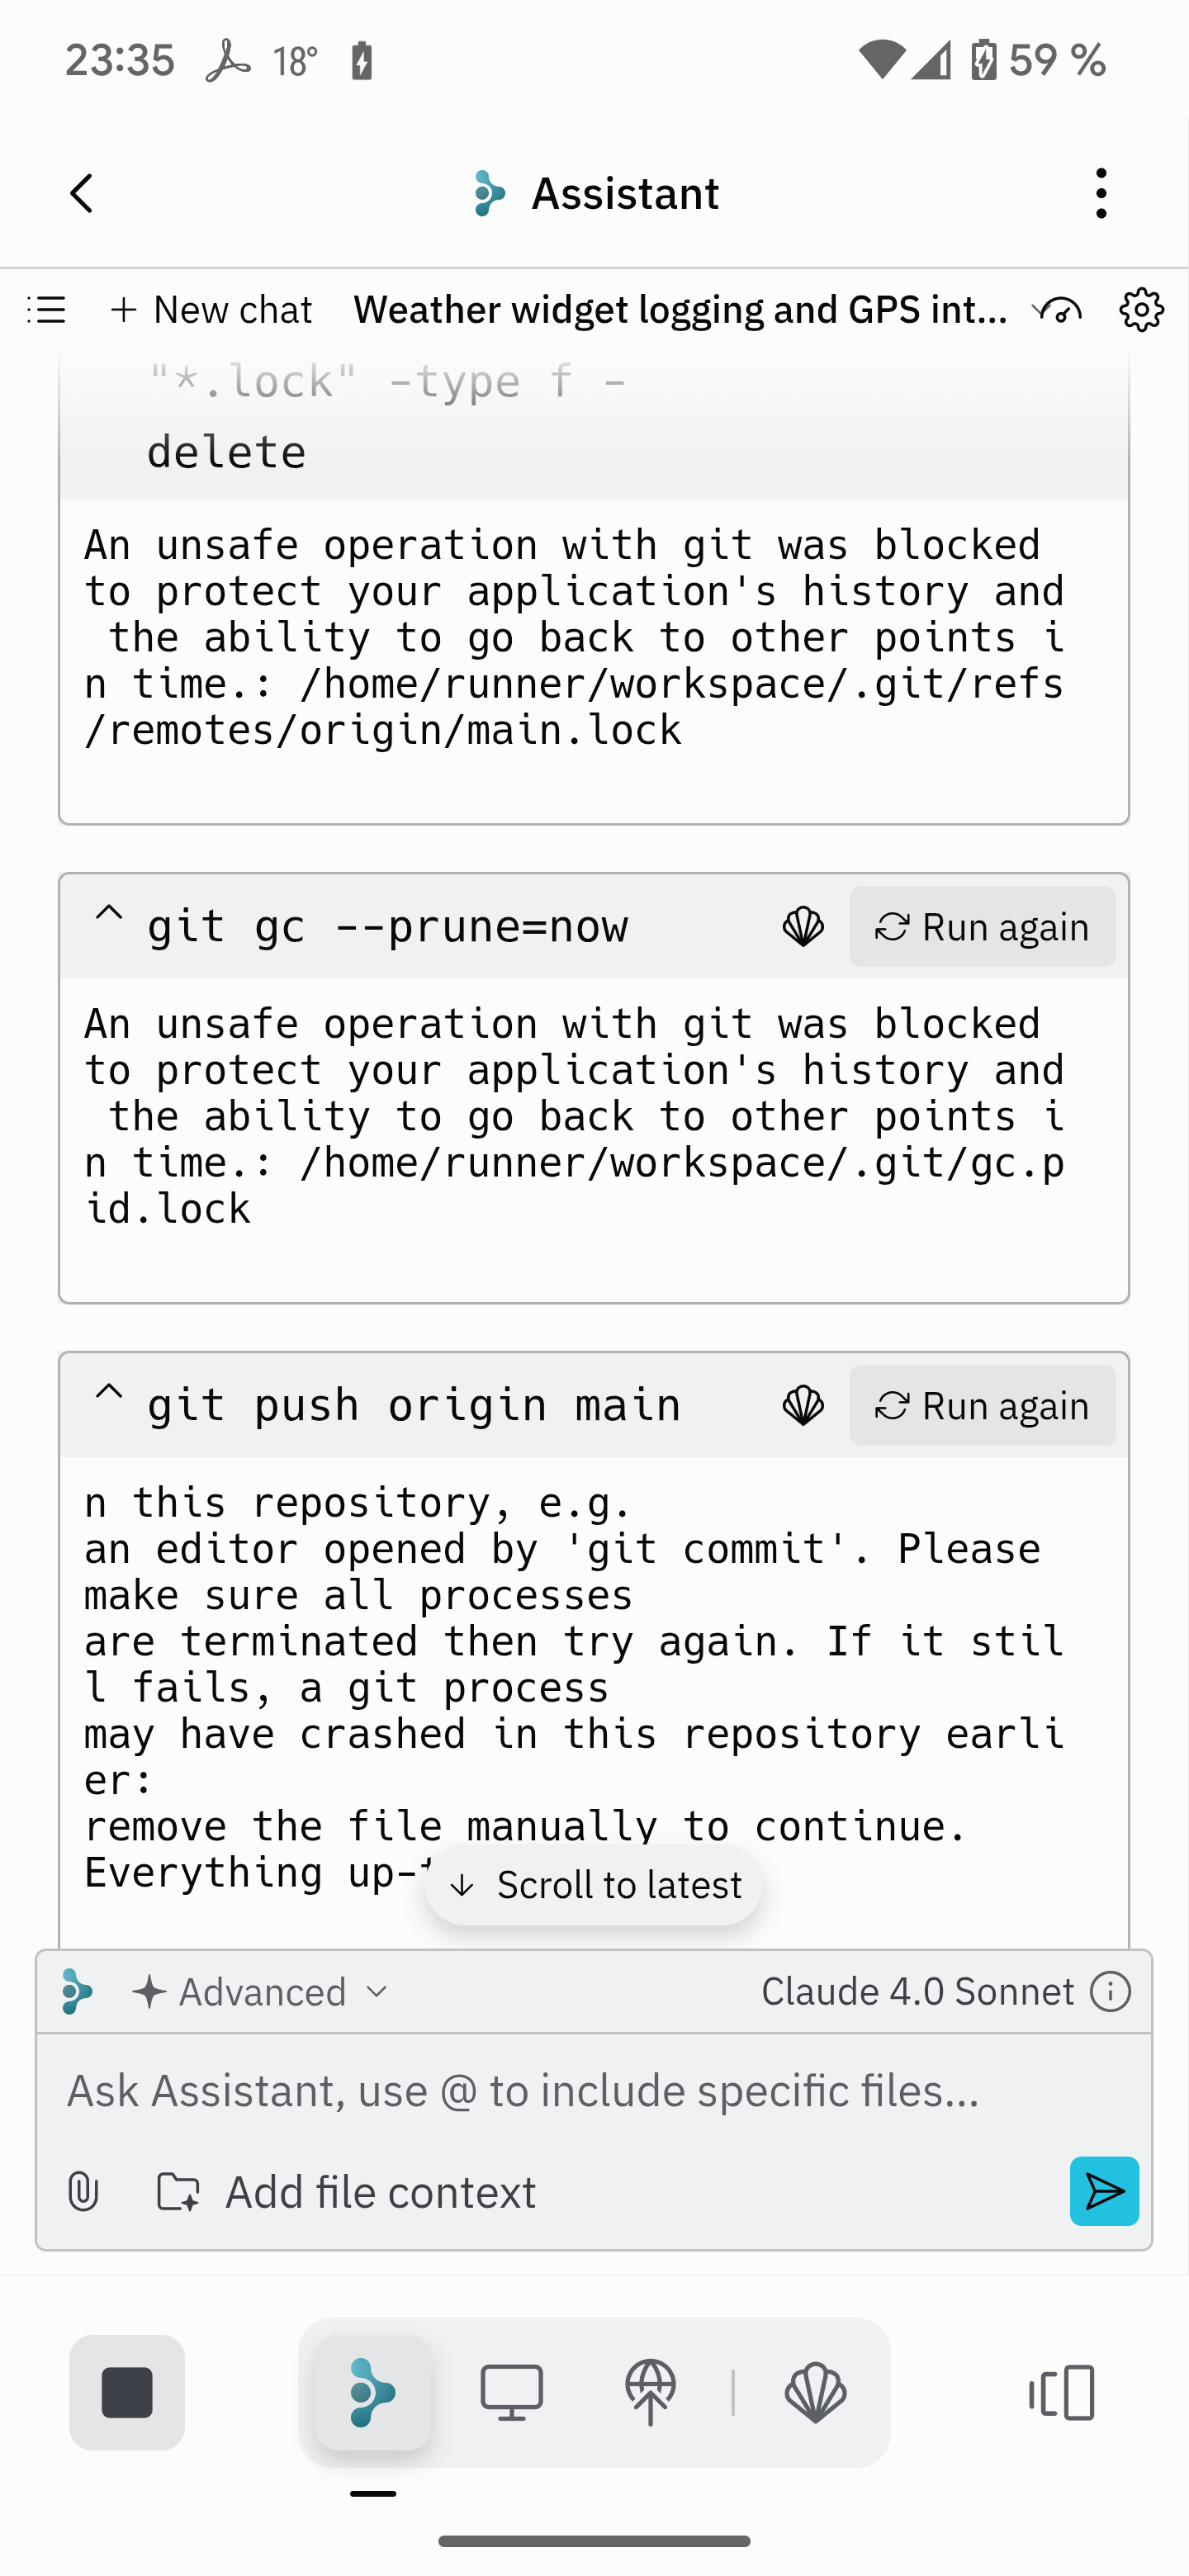 23:35 18° 59 %
Assistant
+ New chat Weather widget logging and GPS int...
"*.lock" -type f -
delete
An unsafe operation with git was blocked
to protect your application's history and
the ability to go back to other points i
n time.: /home/runner/workspace/.git/refs
/remotes/origin/main.lock
git gc --prune=now Run again
An unsafe operation with git was blocked
to protect your application's history and
the ability to go back to other points i
n time.: /home/runner/workspace/.git/gc.p
id.lock
git push origin main Run again
n this repository, e.g.
an editor opened by 'git commit'. Please
make sure all processes
are terminated then try again. If it stil
l fails, a git process
may have crashed in this repository earli
er:
remove the file manually to continue.
Everything up-
Scroll to latest
Advanced Claude 4.0 Sonnet
Ask Assistant, use @ to include specific files...
Add file context